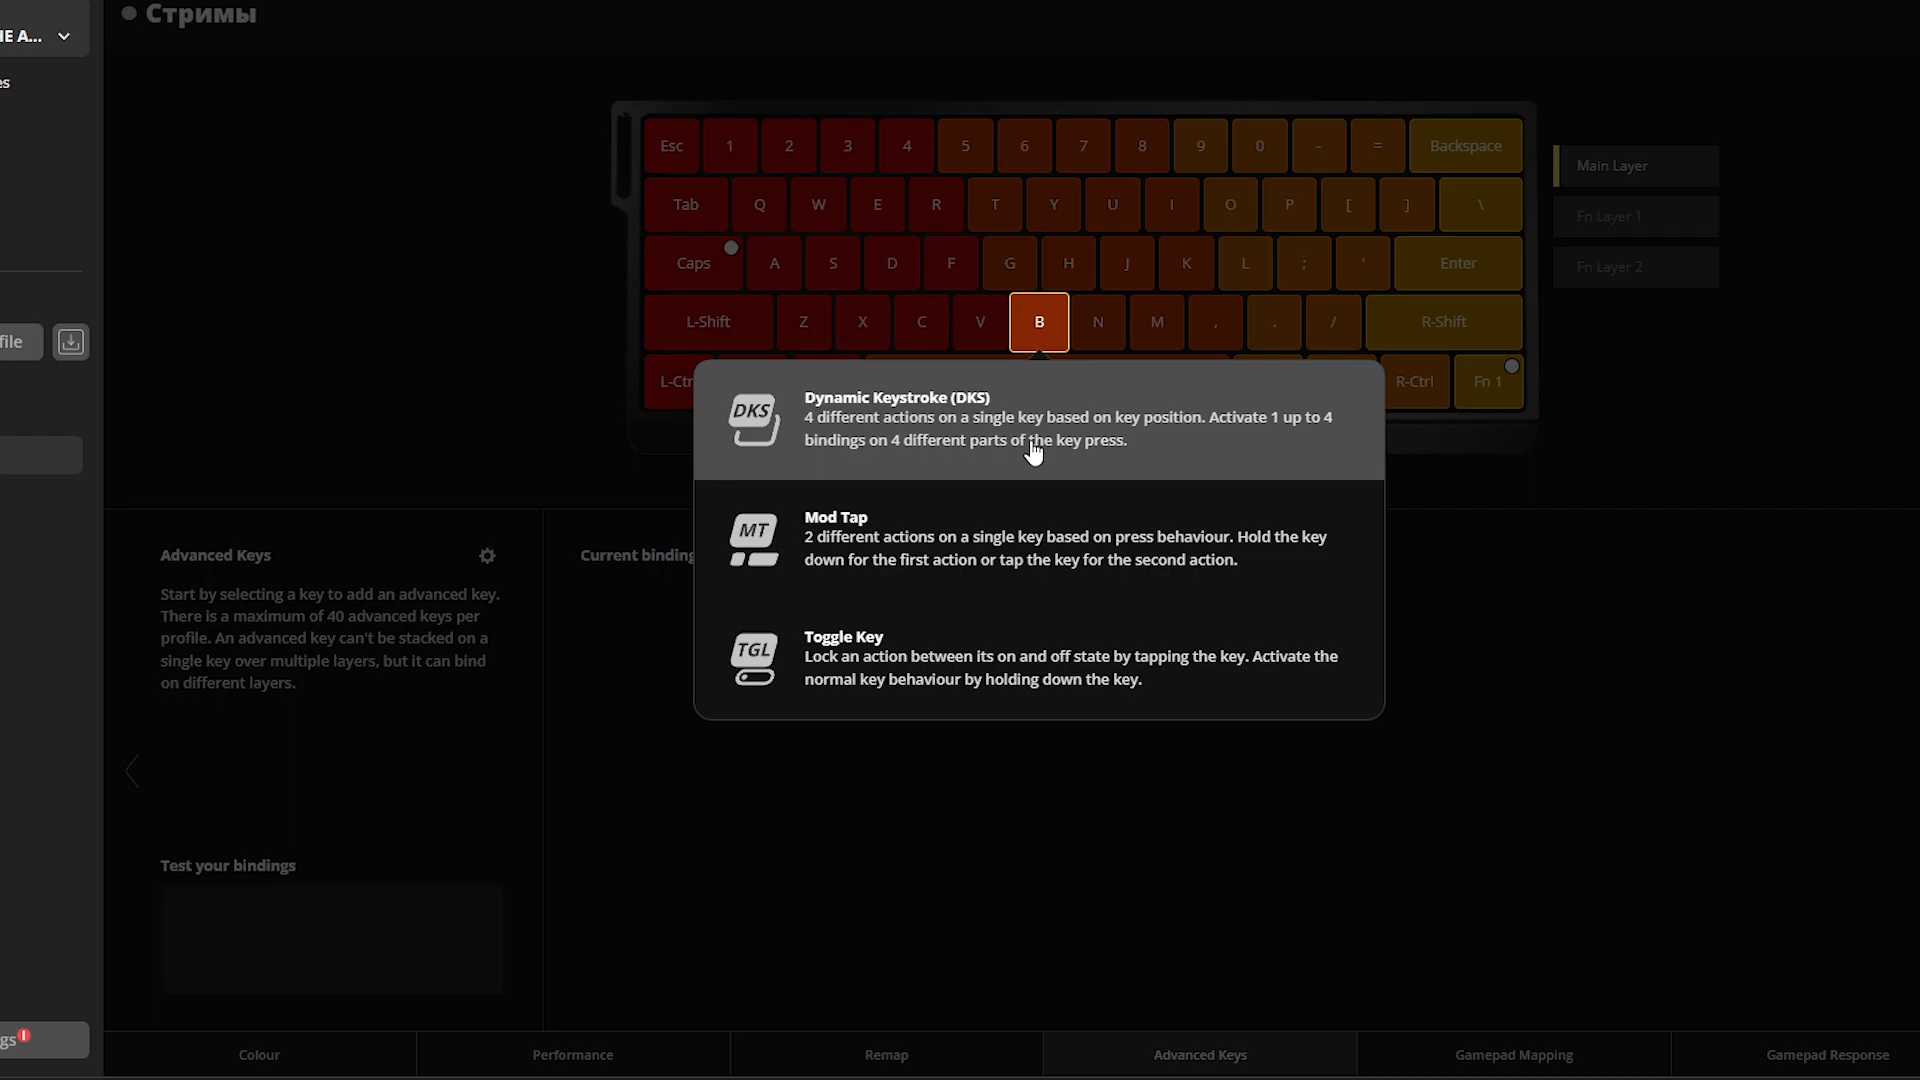 Стримы
IE A...
es
Esc 1 2 3 4 5 6 7 8 9 0 - = Backspace
Main Layer
Tab Q W E R T Y U I O P [ ] \
Fn Layer 1
Caps A S D F G H J K L ; ' Enter
Fn Layer 2
L-Shift Z X C V B N M , . / R-Shift
file
L-Ctr R-Ctrl Fn 1
DKS
Dynamic Keystroke (DKS)
4 different actions on a single key based on key position. Activate 1 up to 4
bindings on 4 different parts of the key press.
MT
Mod Tap
2 different actions on a single key based on press behaviour. Hold the key
down for the first action or tap the key for the second action.
TGL
Toggle Key
Lock an action between its on and off state by tapping the key. Activate the
normal key behaviour by holding down the key.
Advanced Keys
Current binding
Start by selecting a key to add an advanced key.
There is a maximum of 40 advanced keys per
profile. An advanced key can't be stacked on a
single key over multiple layers, but it can bind
on different layers.
Test your bindings
gs
Colour Performance Remap Advanced Keys Gamepad Mapping Gamepad Response